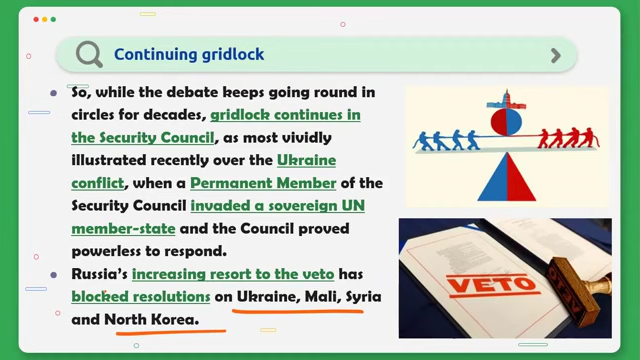 Continuing gridlock
So, while the debate keeps going round in
circles for decades, gridlock continues in
the Security Council, as most vividly
illustrated recently over the Ukraine
conflict, when a Permanent Member of the
Security Council invaded a sovereign UN
member-state and the Council proved
powerless to respond.
Russia's increasing resort to the veto has
blocked resolutions on Ukraine, Mali, Syria
and North Korea.
VETO